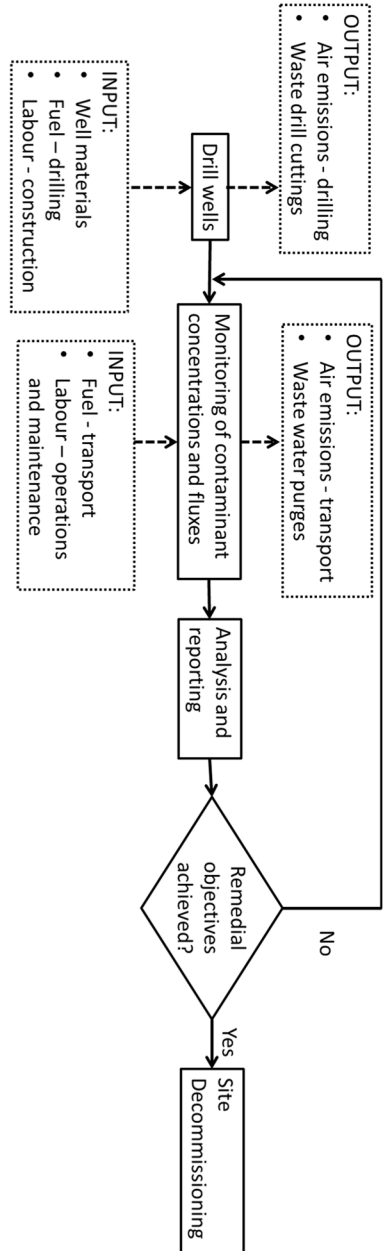 OUTPUT:
• Air emissions - drilling
• Waste drill cuttings
Drill wells
INPUT:
• Well materials
• Fuel – drilling
• Labour - construction
OUTPUT:
• Air emissions - transport
• Waste water purges
Monitoring of contaminant
concentrations and fluxes
INPUT:
• Fuel - transport
• Labour – operations
and maintenance
Analysis and
reporting
Remedial
objectives
achieved?
No
Yes
Site
Decommissioning